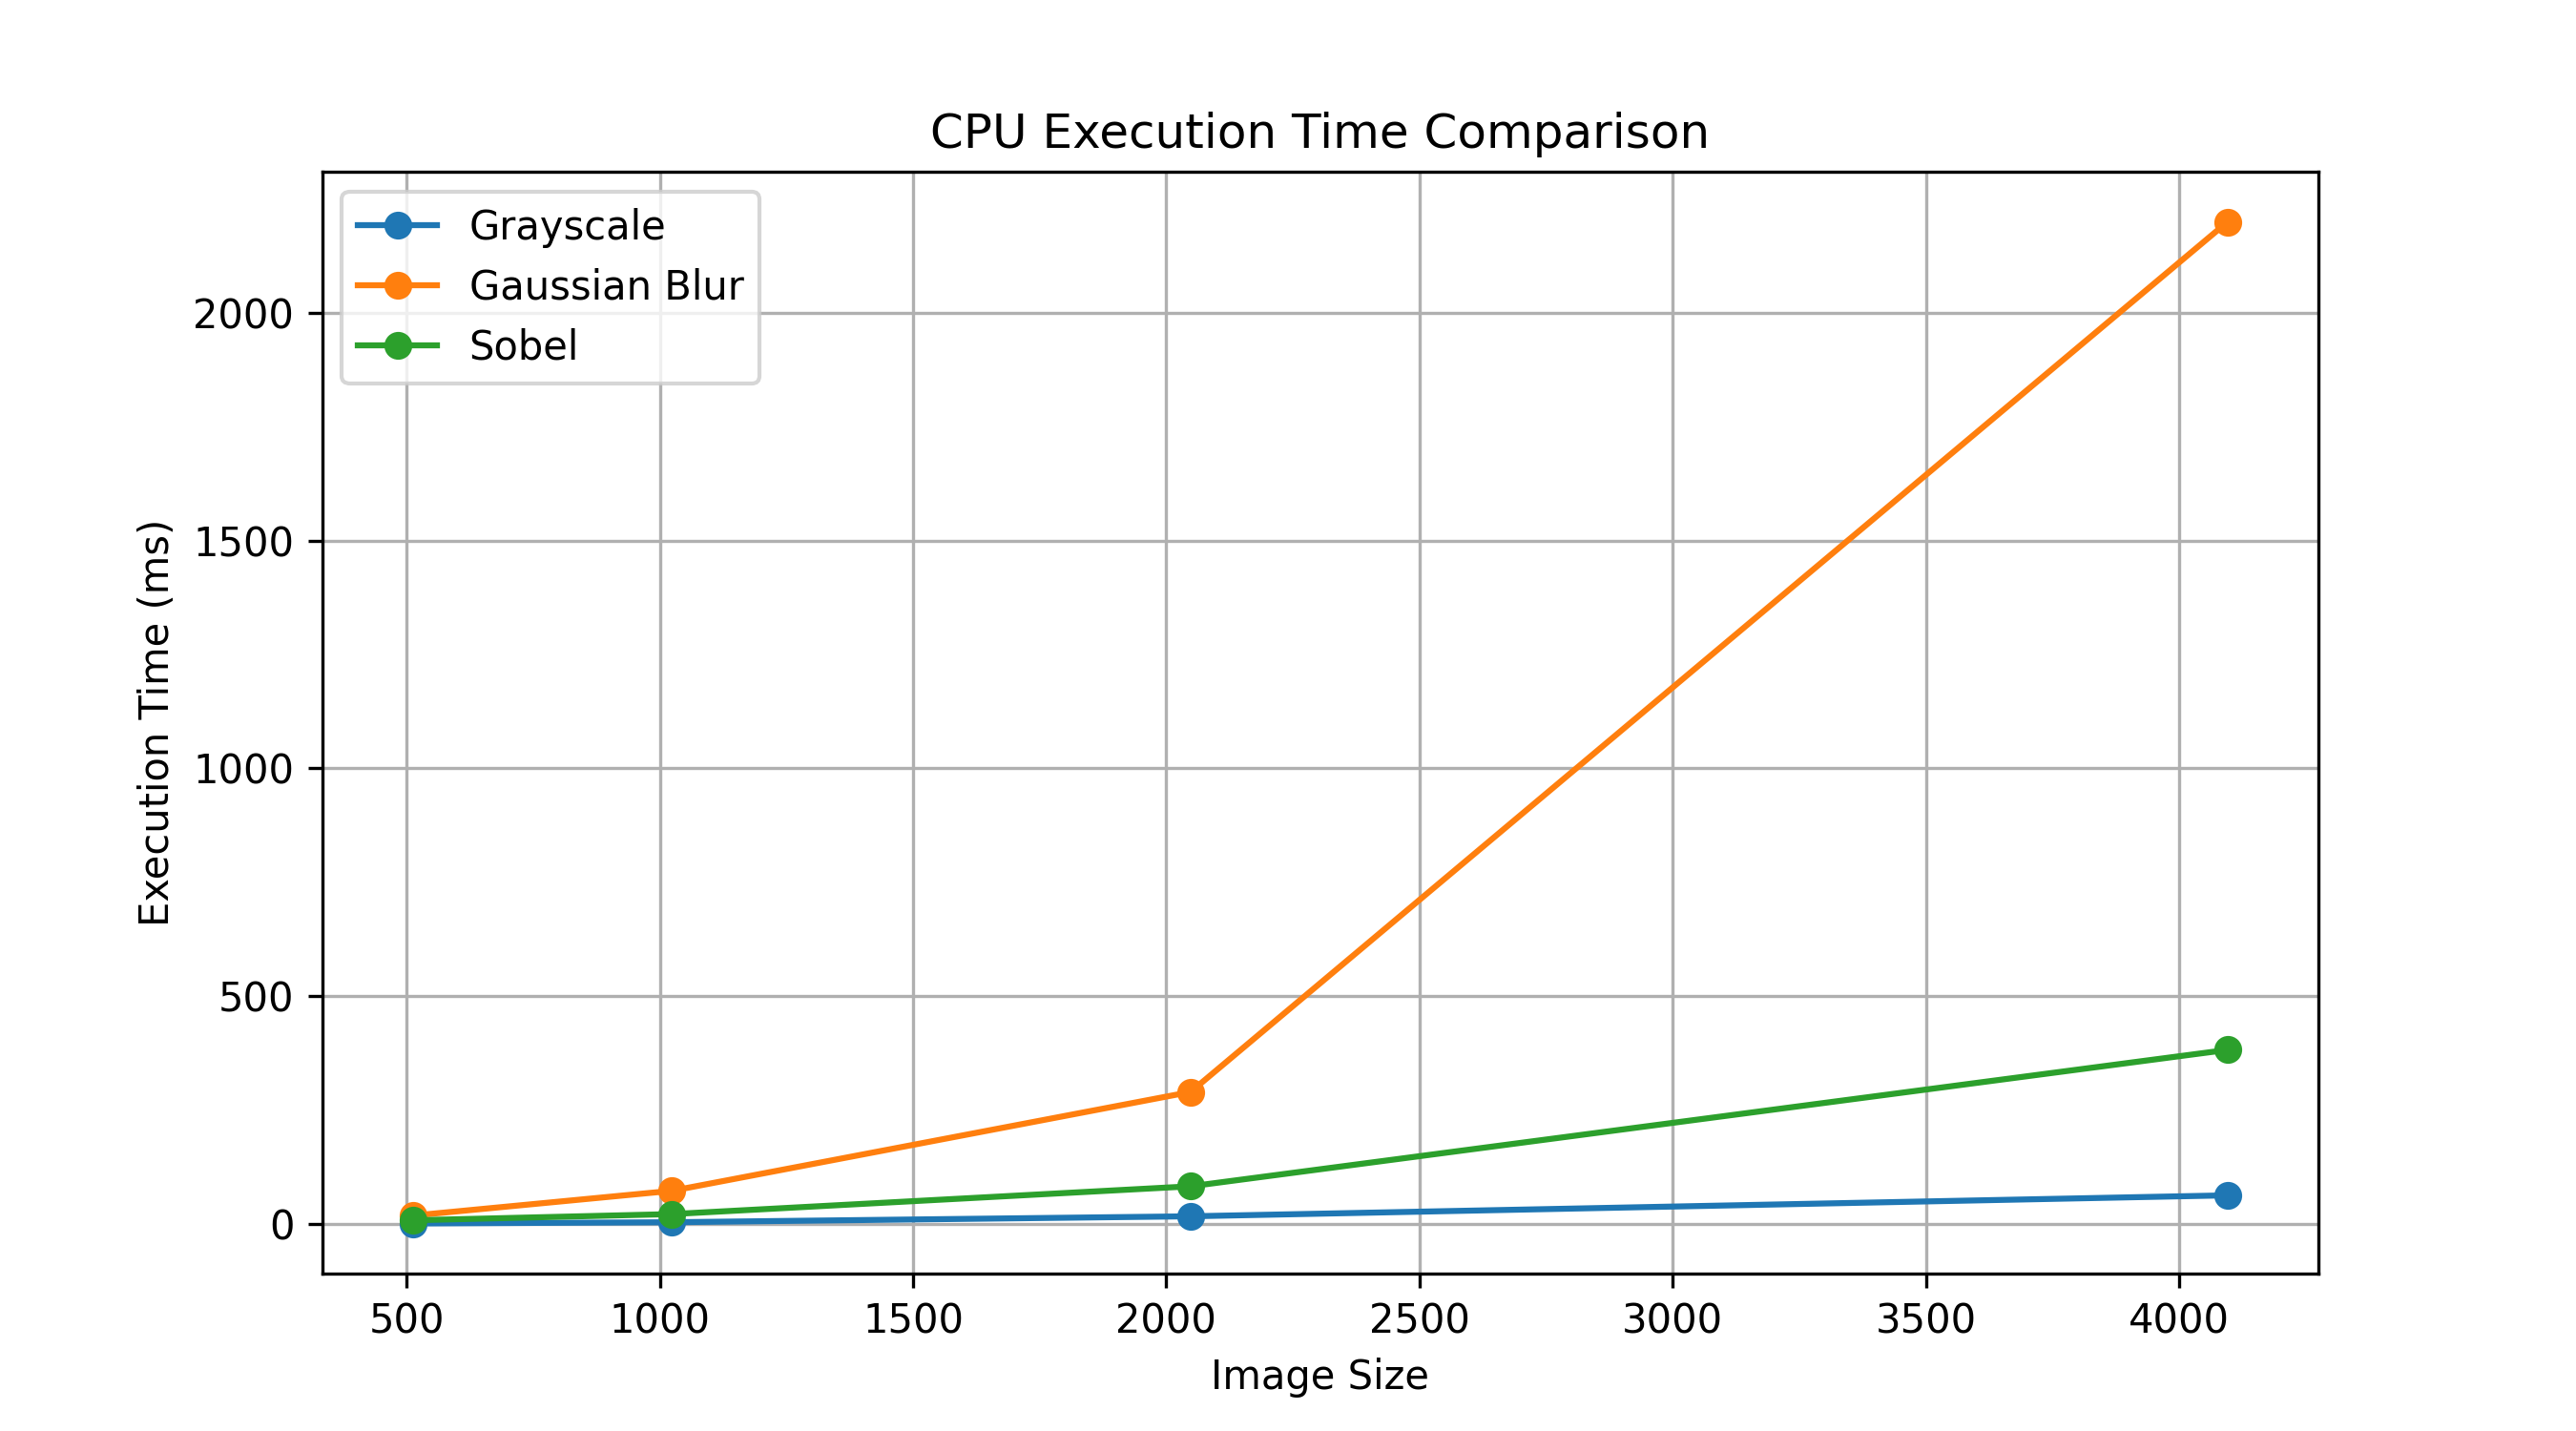 CPU Execution Time Comparison
Grayscale
Gaussian Blur
Sobel
Execution Time (ms)
2000
1500
1000
500
0
500 1000 1500 2000 2500 3000 3500 4000
Image Size